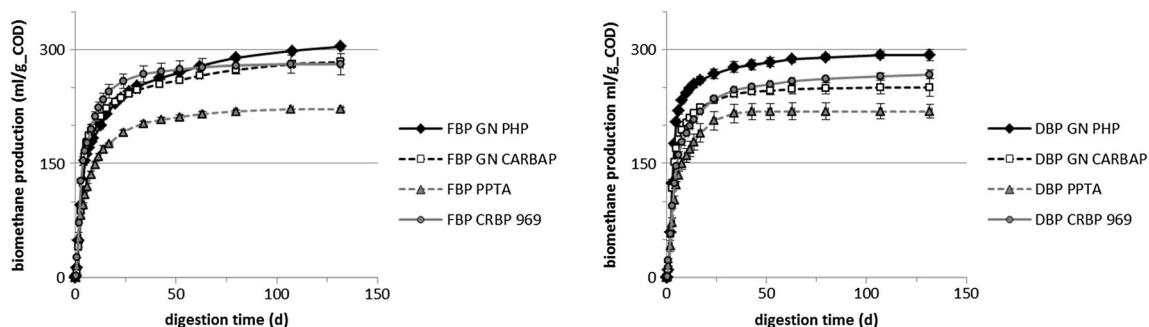 biomethane production (ml/g_COD)
300
150
0
0
50
100
150
digestion time (d)
FBP GN PHP
FBP GN CARBAP
FBP PPTA
FBP CRBP 969
biomethane production ml/g_COD)
300
150
0
0
50
100
150
digestion time (d)
DBP GN PHP
DBP GN CARBAP
DBP PPTA
DBP CRBP 969